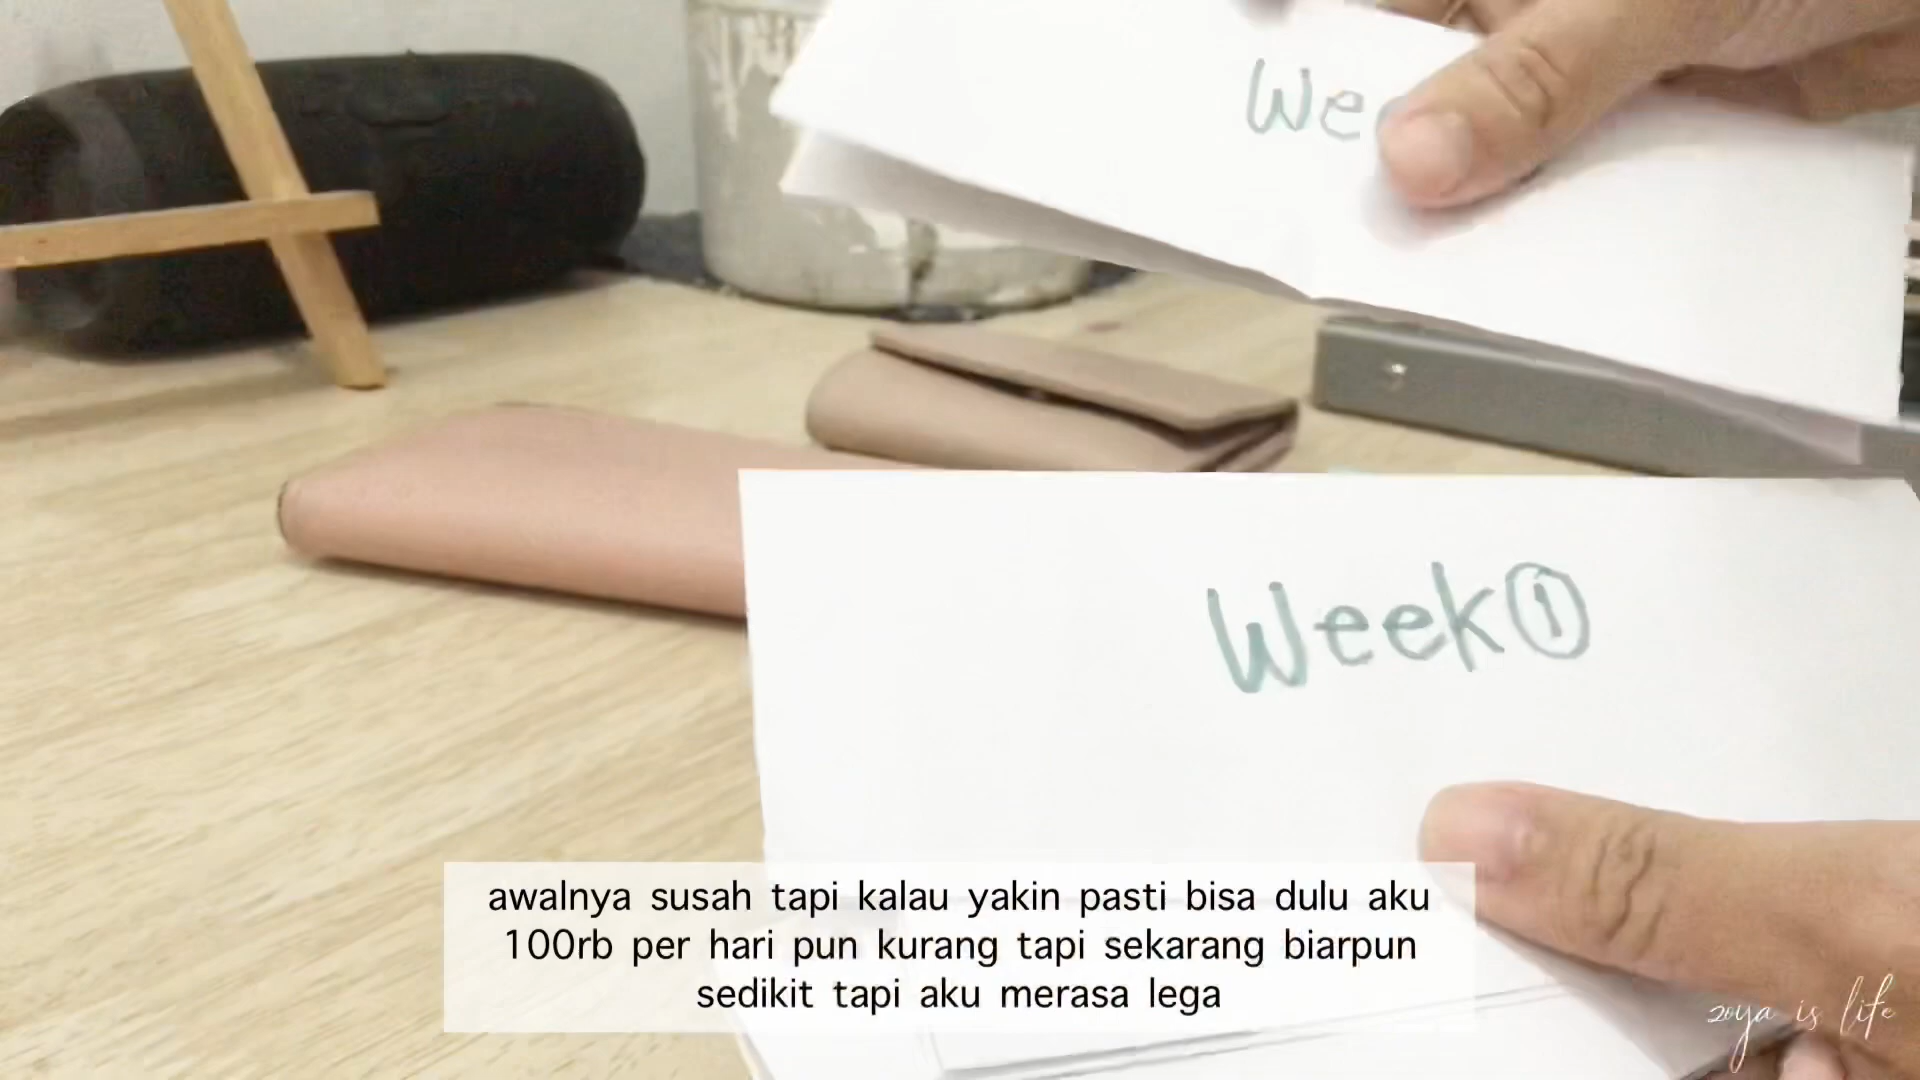 Wee
Week①
awalnya susah tapi kalau yakin pasti bisa dulu aku
100rb per hari pun kurang tapi sekarang biarpun
sedikit tapi aku merasa lega
zoya is life